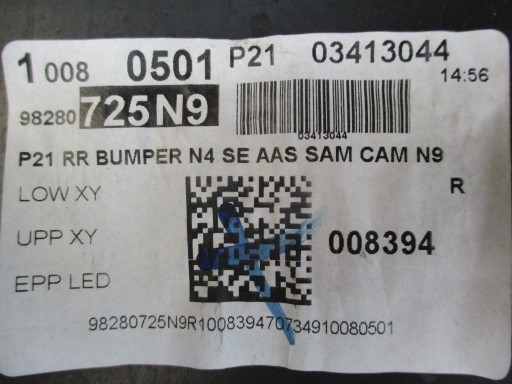 1 008 0501 P21 03413044
14:56
98280 725N9
03413044
P21 RR BUMPER N4 SE AAS SAM CAM N9
LOW XY R
UPP XY 008394
EPP LED
98280725N9R100839470734910080501